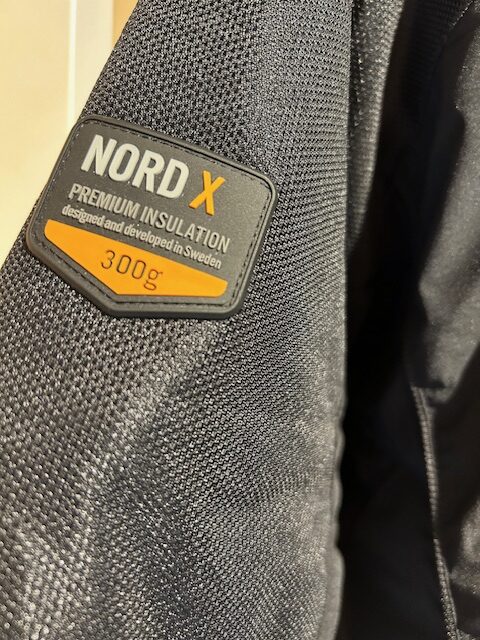 NORD X
PREMIUM INSULATION
designed and developed in Sweden
300g